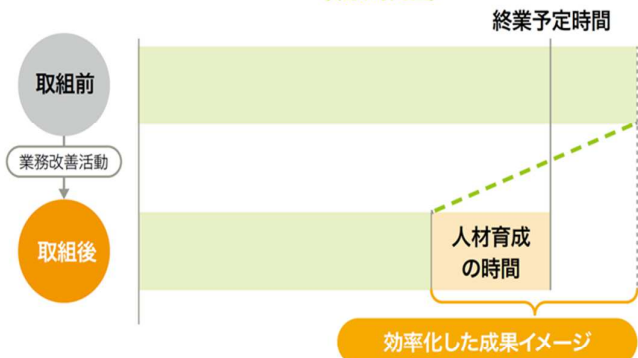 終業予定時間
取組前
業務改善活動
取組後
人材育成
の時間
効率化した成果イメージ